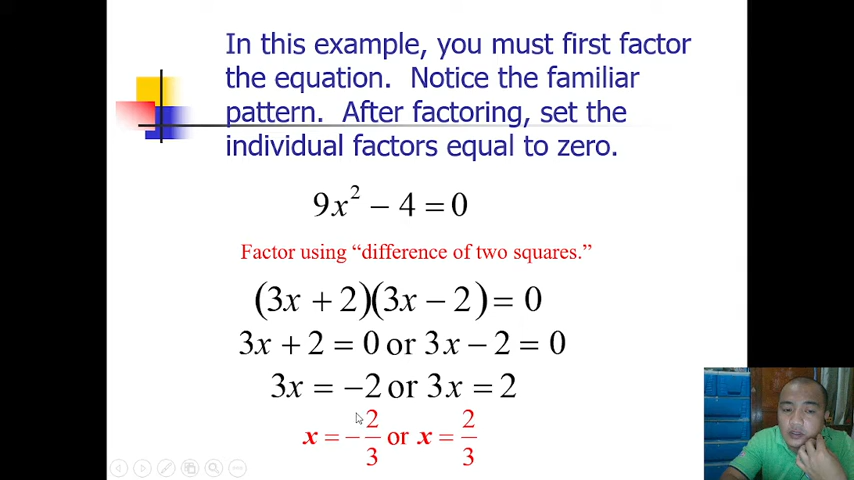 In this example, you must first factor
the equation. Notice the familiar
pattern. After factoring, set the
individual factors equal to zero.
9x² − 4 = 0
Factor using “difference of two squares.”
(3x + 2)(3x − 2) = 0
3x + 2 = 0 or 3x − 2 = 0
3x = −2 or 3x = 2
x = −2/3 or x = 2/3